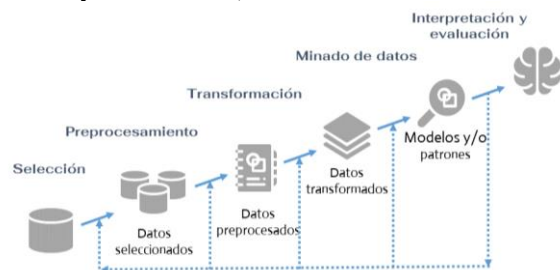 Interpretación y
evaluación
Minado de datos
Transformación
Preprocesamiento
Selección
Modelos y/o
patrones
Datos
transformados
Datos
preprocesados
Datos
seleccionados